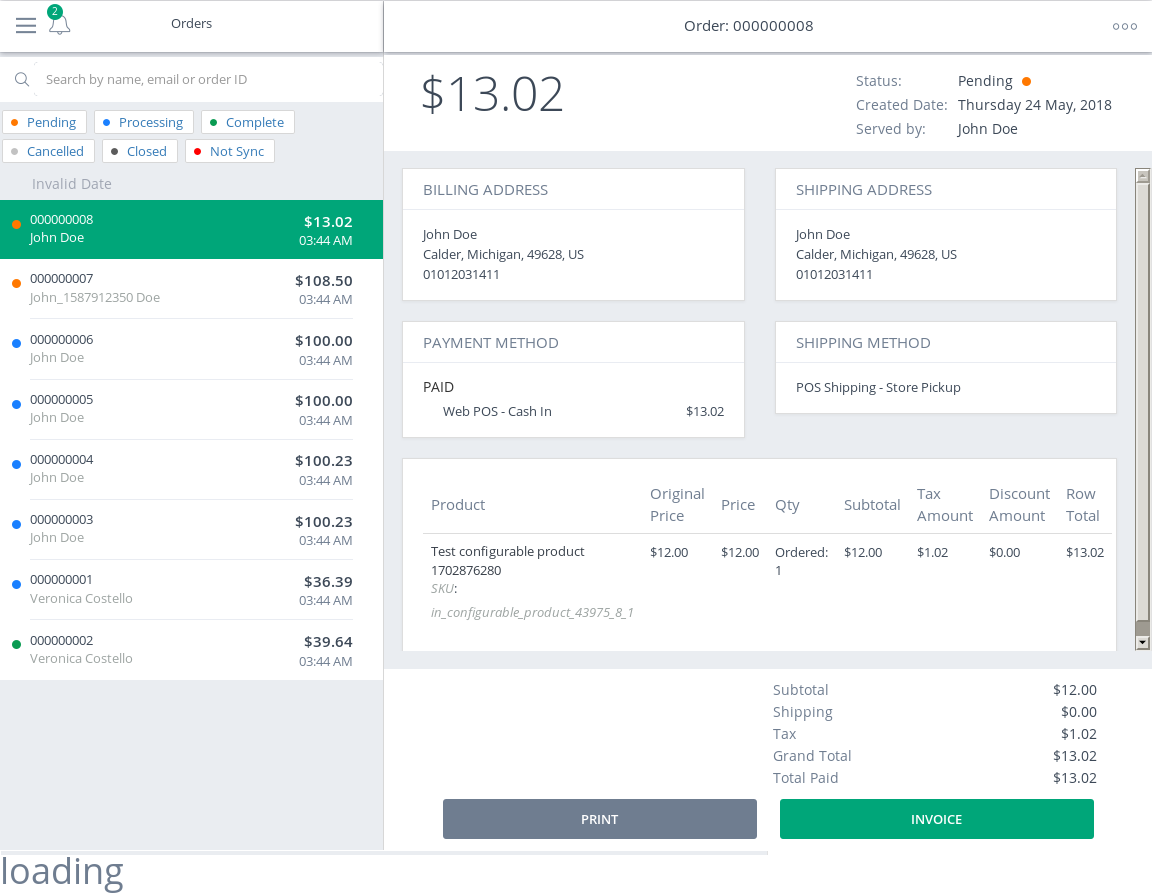 2
Orders
Order: 000000008
Search by name, email or order ID
Pending
Processing
Complete
Cancelled
Closed
Not Sync
Invalid Date
000000008 $13.02
John Doe 03:44 AM
000000007 $108.50
John_1587912350 Doe 03:44 AM
000000006 $100.00
John Doe 03:44 AM
000000005 $100.00
John Doe 03:44 AM
000000004 $100.23
John Doe 03:44 AM
000000003 $100.23
John Doe 03:44 AM
000000001 $36.39
Veronica Costello 03:44 AM
000000002 $39.64
Veronica Costello 03:44 AM
$13.02
Status: Pending
Created Date: Thursday 24 May, 2018
Served by: John Doe
BILLING ADDRESS
John Doe
Calder, Michigan, 49628, US
01012031411
SHIPPING ADDRESS
John Doe
Calder, Michigan, 49628, US
01012031411
PAYMENT METHOD
PAID
Web POS - Cash In $13.02
SHIPPING METHOD
POS Shipping - Store Pickup
Product Original Price Price Qty Subtotal Tax Amount Discount Amount Row Total
Test configurable product $12.00 $12.00 Ordered: $12.00 $1.02 $0.00 $13.02
1702876280 1
SKU:
in_configurable_product_43975_8_1
Subtotal $12.00
Shipping $0.00
Tax $1.02
Grand Total $13.02
Total Paid $13.02
PRINT
INVOICE
loading